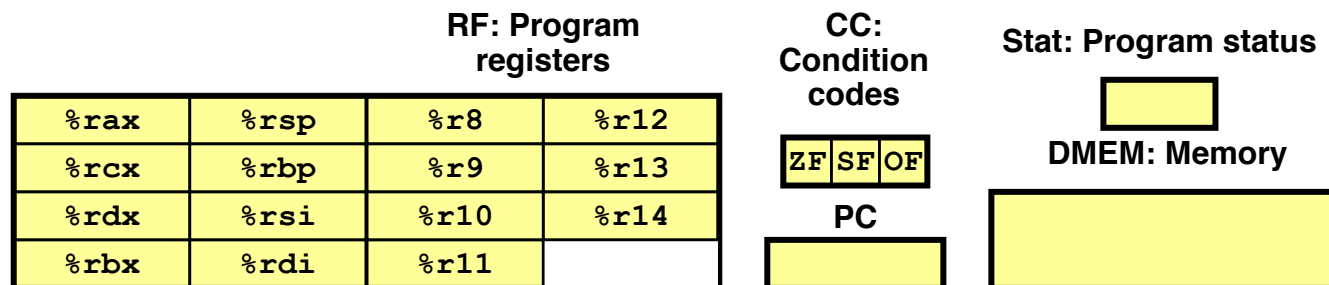 RF: Program
registers
%rax %rsp %r8 %r12
%rcx %rbp %r9 %r13
%rdx %rsi %r10 %r14
%rbx %rdi %r11
CC:
Condition
codes
ZF SF OF
PC
Stat: Program status
DMEM: Memory